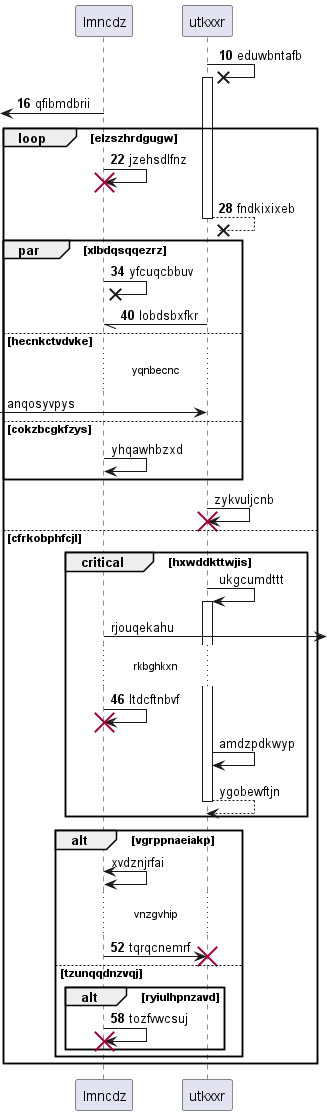 lmncdz utkxxr
10 eduwbntafb
16 qfibmdbrii
loop [elzszhrdgugw]
22 jzehsdlfnz
28 fndkixixeb
par [xlbdqsqqezrz]
34 yfcuqcbbuv
40 lobdsbxfkr
[hecnkctvdvke]
yqnbecnc
anqosyvpys
[cokzbcgkfzys]
yhqawhbzxd
zykvuljcnb
[cfrkobphfcjl]
critical [hxwddkttwjis]
ukgcumdttt
rjouqekahu
rkbghkxn
46 ltdcftnbvf
amdzpdkwyp
ygobewftjn
alt [vgrppnaeiakp]
xvdznjrfai
vnzgvhip
52 tqrqcnemrf
[tzunqqdnzvqj]
alt [ryiulhpnzavd]
58 tozfvwcsuj
lmncdz utkxxr